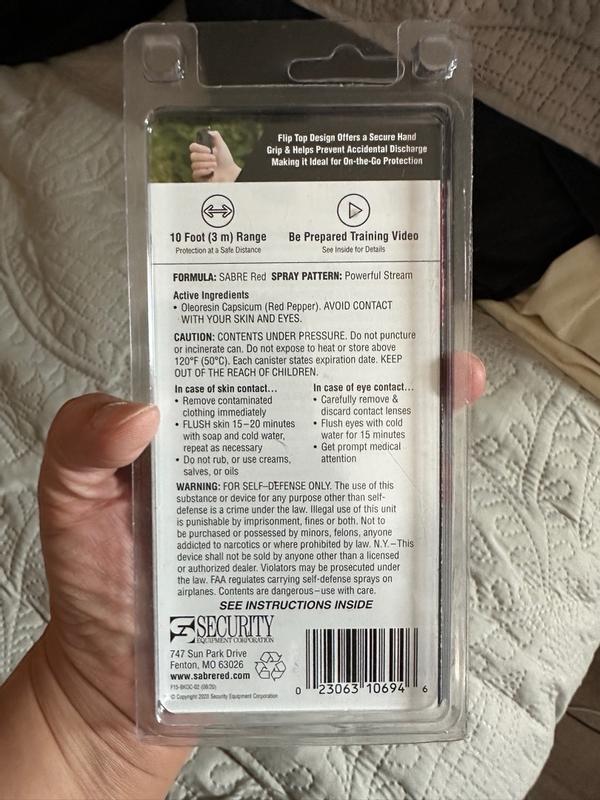 Flip Top Design Offers a Secure Hand
Grip & Helps Prevent Accidental Discharge
Making it Ideal for On-the-Go Protection
10 Foot (3 m) Range
Protection at a Safe Distance
Be Prepared Training Video
See Inside for Details
FORMULA: SABRE Red SPRAY PATTERN: Powerful Stream
Active Ingredients
• Oleoresin Capsicum (Red Pepper). AVOID CONTACT
WITH YOUR SKIN AND EYES.
CAUTION: CONTENTS UNDER PRESSURE. Do not puncture
or incinerate can. Do not expose to heat or store above
120°F (50°C). Each canister states expiration date. KEEP
OUT OF THE REACH OF CHILDREN.
In case of skin contact...
• Remove contaminated
clothing immediately
• FLUSH skin 15–20 minutes
with soap and cold water,
repeat as necessary
• Do not rub, or use creams,
salves, or oils
In case of eye contact...
• Carefully remove &
discard contact lenses
• Flush eyes with cold
water for 15 minutes
• Get prompt medical
attention
WARNING: FOR SELF–DEFENSE ONLY. The use of this
substance or device for any purpose other than self-
defense is a crime under the law. Illegal use of this unit
is punishable by imprisonment, fines or both. Not to
be purchased or possessed by minors, felons, anyone
addicted to narcotics or where prohibited by law. N.Y.–This
device shall not be sold by anyone other than a licensed
or authorized dealer. Violators may be prosecuted under
the law. FAA regulates carrying self-defense sprays on
airplanes. Contents are dangerous–use with care.
SEE INSTRUCTIONS INSIDE
SECURITY
EQUIPMENT CORPORATION
747 Sun Park Drive
Fenton, MO 63026
www.sabrered.com
F15-BKOC-02 (08/20)
© Copyright 2020 Security Equipment Corporation
0 23063 10694 6